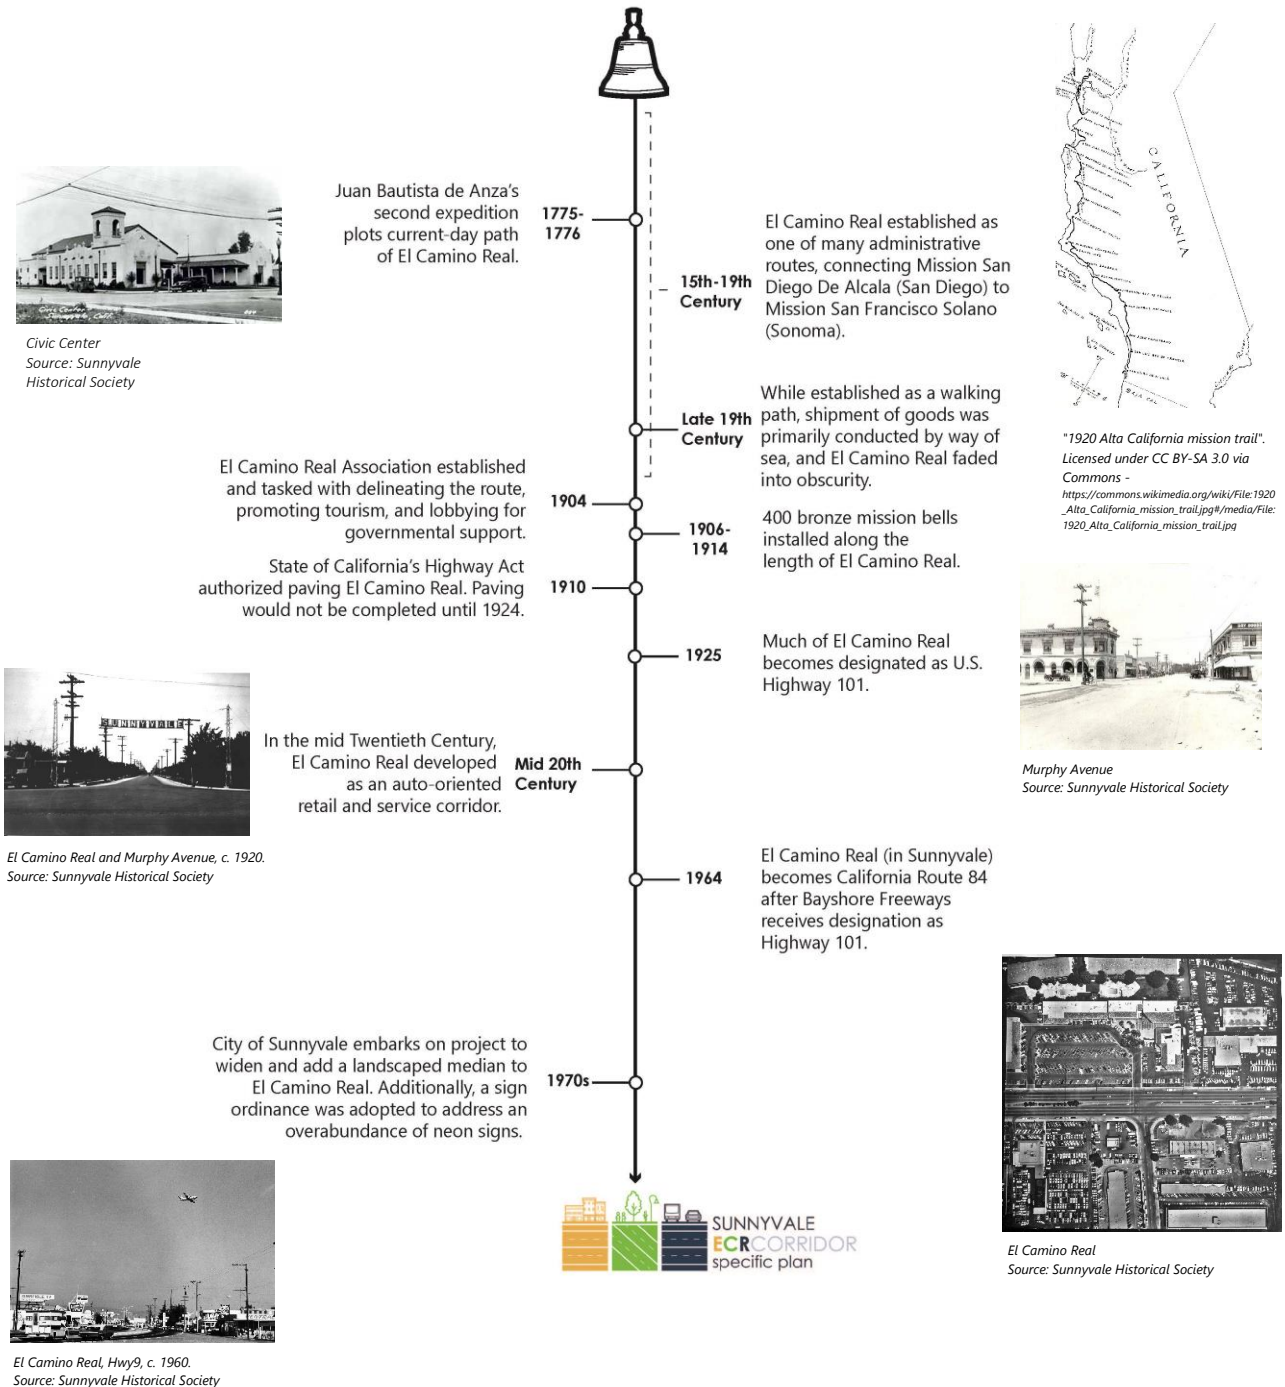 Juan Bautista de Anza's
second expedition
plots current-day path
of El Camino Real.
1775-
1776
El Camino Real established as
one of many administrative
routes, connecting Mission San
Diego De Alcala (San Diego) to
Mission San Francisco Solano
(Sonoma).
15th-19th
Century
CALIFORNIA
Civic Center
Sunnyvale, Calif.
Civic Center
Source: Sunnyvale
Historical Society
Late 19th
Century
While established as a walking
path, shipment of goods was
primarily conducted by way of
sea, and El Camino Real faded
into obscurity.
"1920 Alta California mission trail".
Licensed under CC BY-SA 3.0 via
Commons -
https://commons.wikimedia.org/wiki/File:1920
_Alta_California_mission_trail.jpg#/media/File:
1920_Alta_California_mission_trail.jpg
El Camino Real Association established
and tasked with delineating the route,
promoting tourism, and lobbying for
governmental support.
1904
1906-
1914
400 bronze mission bells
installed along the
length of El Camino Real.
State of California's Highway Act
authorized paving El Camino Real. Paving
would not be completed until 1924.
1910
1925
Much of El Camino Real
becomes designated as U.S.
Highway 101.
Murphy Avenue
Source: Sunnyvale Historical Society
SUNNYVALE
El Camino Real and Murphy Avenue, c. 1920.
Source: Sunnyvale Historical Society
In the mid Twentieth Century,
El Camino Real developed
as an auto-oriented
retail and service corridor.
Mid 20th
Century
1964
El Camino Real (in Sunnyvale)
becomes California Route 84
after Bayshore Freeways
receives designation as
Highway 101.
City of Sunnyvale embarks on project to
widen and add a landscaped median to
El Camino Real. Additionally, a sign
ordinance was adopted to address an
overabundance of neon signs.
1970s
El Camino Real
Source: Sunnyvale Historical Society
SUNNYVALE
ECRCORRIDOR
specific plan
El Camino Real, Hwy9, c. 1960.
Source: Sunnyvale Historical Society